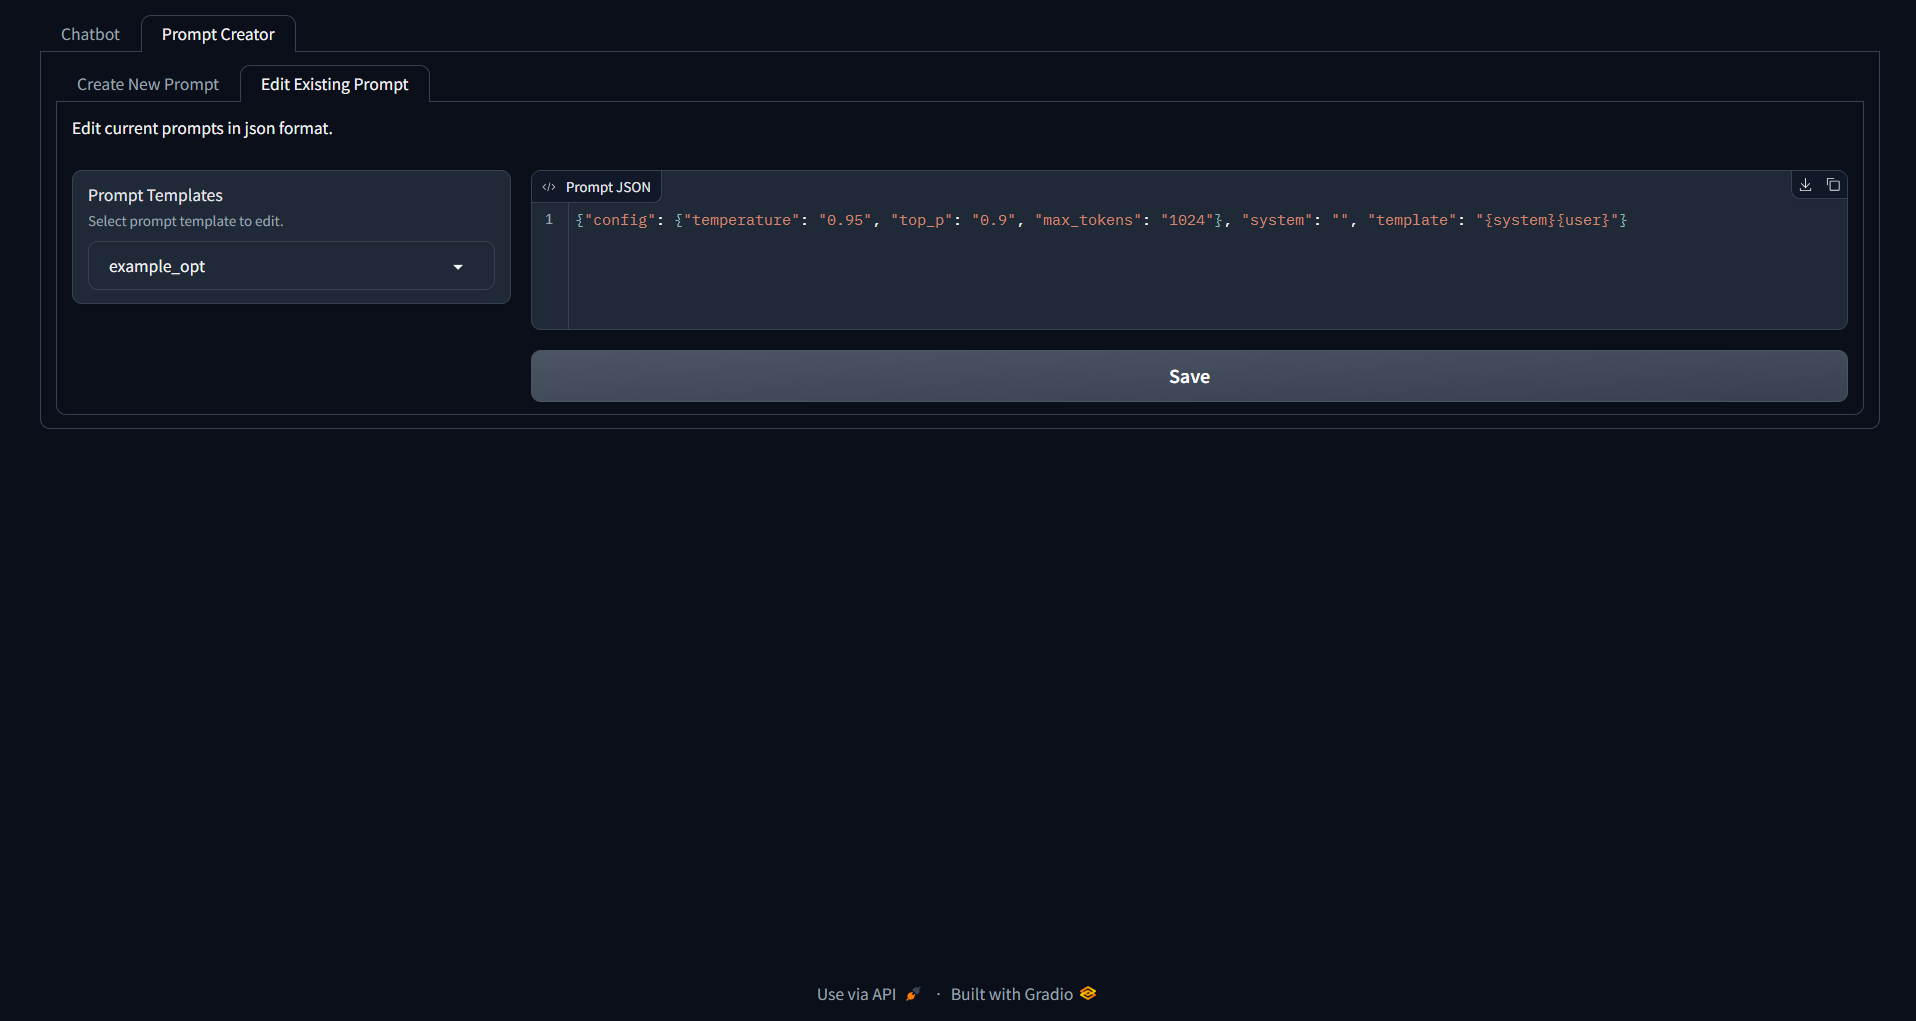 Chatbot
Prompt Creator
Create New Prompt
Edit Existing Prompt
Edit current prompts in json format.
Prompt Templates
Select prompt template to edit.
example_opt
Prompt JSON
1
{"config": {"temperature": "0.95", "top_p": "0.9", "max_tokens": "1024"}, "system": "", "template": "{system}{user}"}
Save
Use via API · Built with Gradio